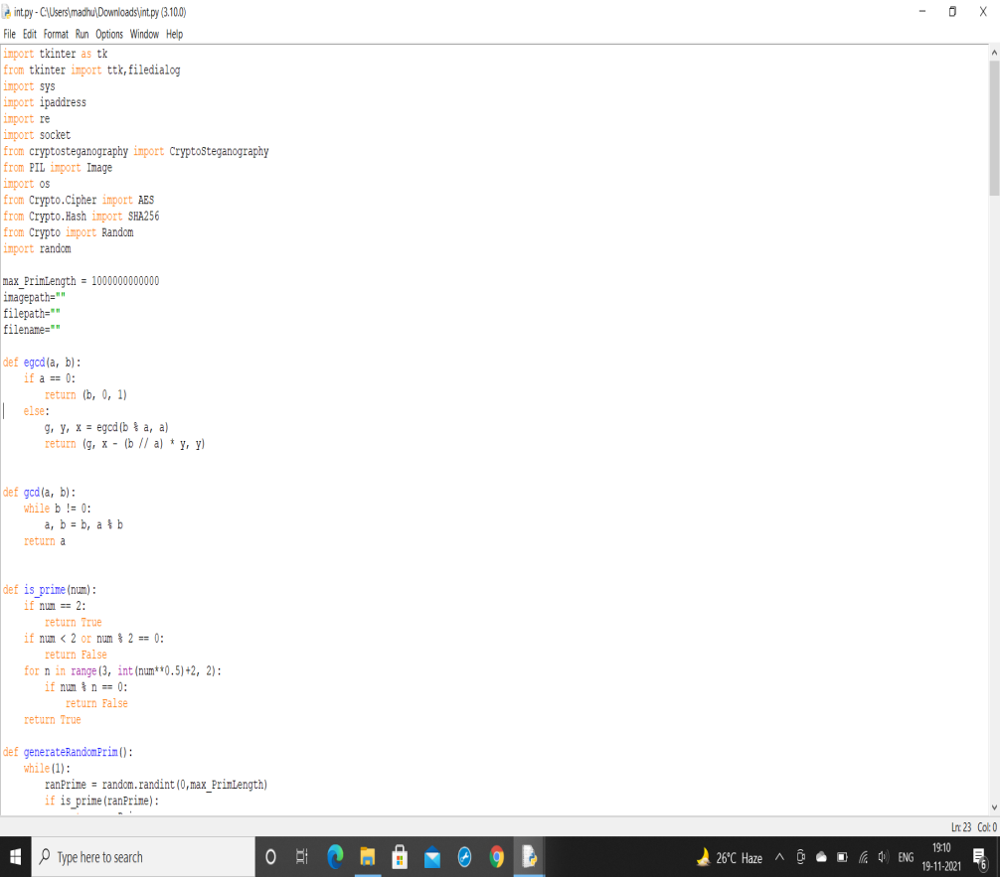 int.py - C:\Users\madhu\Downloads\int.py (3.10.0)
File Edit Format Run Options Window Help
import tkinter as tk
from tkinter import ttk,filedialog
import sys
import ipaddress
import re
import socket
from cryptosteganography import CryptoSteganography
from PIL import Image
import os
from Crypto.Cipher import AES
from Crypto.Hash import SHA256
from Crypto import Random
import random

max_PrimLength = 1000000000000
imagepath=""
filepath=""
filename=""

def egcd(a, b):
    if a == 0:
        return (b, 0, 1)
    else:
        g, y, x = egcd(b % a, a)
        return (g, x - (b // a) * y, y)


def gcd(a, b):
    while b != 0:
        a, b = b, a % b
    return a


def is_prime(num):
    if num == 2:
        return True
    if num < 2 or num % 2 == 0:
        return False
    for n in range(3, int(num**0.5)+2, 2):
        if num % n == 0:
            return False
    return True

def generateRandomPrim():
    while(1):
        ranPrime = random.randint(0,max_PrimLength)
        if is_prime(ranPrime):
Ln: 23 Col: 0
Type here to search
26°C Haze
ENG
19:10
19-11-2021
6